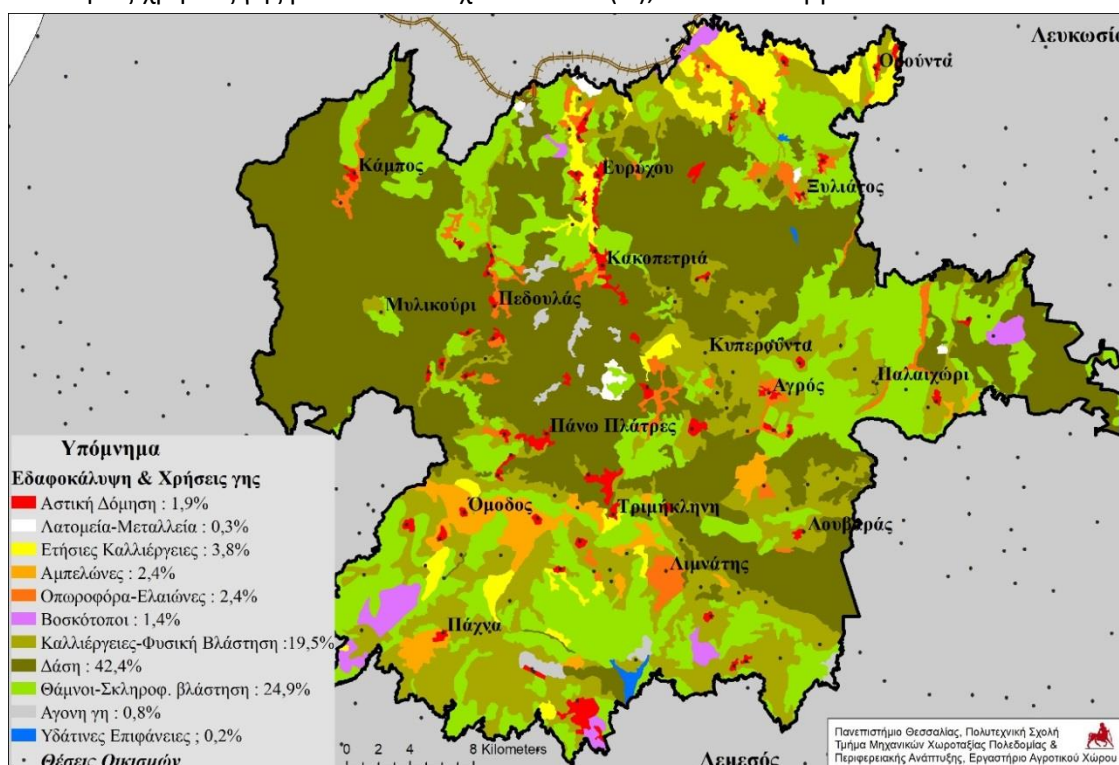 Λευκωσί
Ορούντά
Κάμπος
Ευρύχου
Ξυλιάτος
Κακοπετριά
Μυλικούρι
Πεδουλάς
Κυπερούντα
Αγρός
Παλαιχώρι
Πάνω Πλάτρες
Όμοδος
Τριμήκληνη
Λουβαράς
Λιμνάτης
Πάχνα
Λεμεσός
Υπόμνημα
Εδαφοκάλυψη & Χρήσεις γης
Αστική Δόμηση : 1,9%
Λατομεία-Μεταλλεία : 0,3%
Ετήσιες Καλλιέργειες : 3,8%
Αμπελώνες : 2,4%
Οπωροφόρα-Ελαιώνες : 2,4%
Βοσκότοποι : 1,4%
Καλλιέργειες-Φυσική Βλάστηση :19,5%
Δάση : 42,4%
Θάμνοι-Σκληροφ. βλάστηση : 24,9%
Αγονη γη : 0,8%
Υδάτινες Επιφάνειες ; 0,2%
Θέσεις Οικισμών
0 2 4 8 Kilometers
Πανεπιστήμιο Θεσσαλίας, Πολυτεχνική Σχολή
Τμήμα Μηχανικών Χωροταξίας Πολεδομίας &
Περιφερειακής Ανάπτυξης, Εργαστήριο Αγροτικού Χώρου